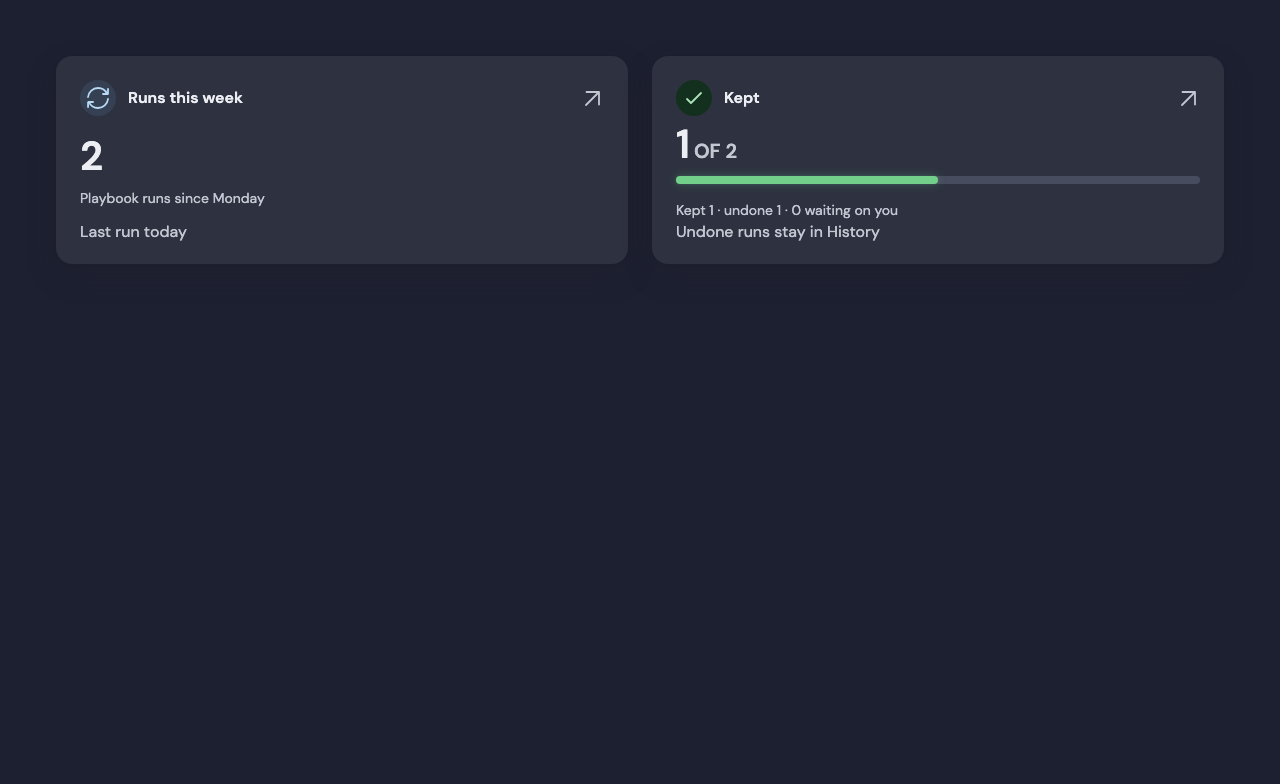 Runs this week
2
Playbook runs since Monday
Last run today
Kept
1 OF 2
Kept 1 · undone 1 · 0 waiting on you
Undone runs stay in History